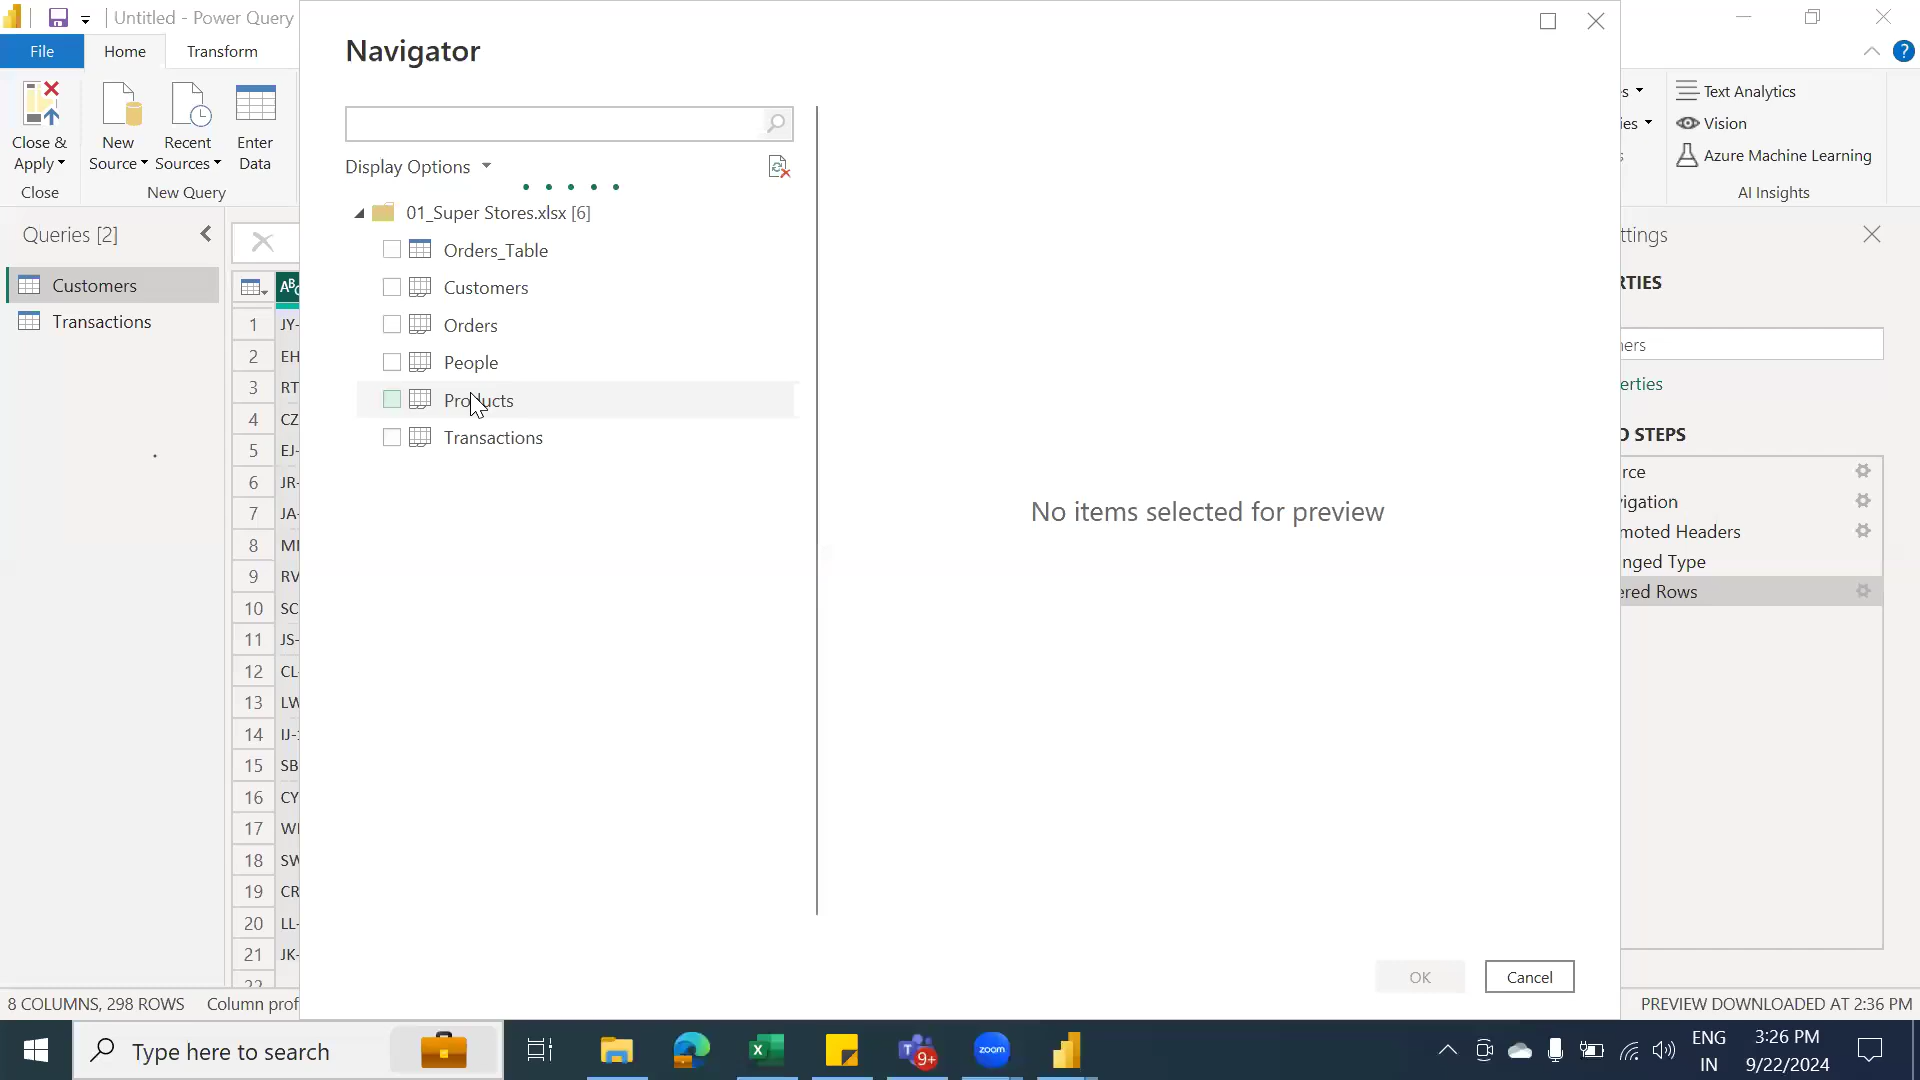 Untitled - Power Query
File
Home
Transform
Close & Apply
New Source
Recent Sources
Enter Data
Close
New Query
Text Analytics
Vision
Azure Machine Learning
AI Insights
Queries [2]
Customers
Transactions
Navigator
Display Options
01_Super Stores.xlsx [6]
Orders_Table
Customers
Orders
People
Products
Transactions
No items selected for preview
OK
Cancel
1 JY-
2 EH
3 RT
4 CZ
5 EJ-
6 JR-
7 JA-
8
9 RV
10 SC
11 JS-
12 CL-
13 LW
14 IJ-
15 SB
16 CY
17
18 SW
19 CR
20 LL-
21 JK-
22
ttings
RTIES
ers
erties
D STEPS
rce
igation
moted Headers
nged Type
ered Rows
8 COLUMNS, 298 ROWS
Column prof
PREVIEW DOWNLOADED AT 2:36 PM
Type here to search
9+
zoom
ENG
IN
3:26 PM
9/22/2024